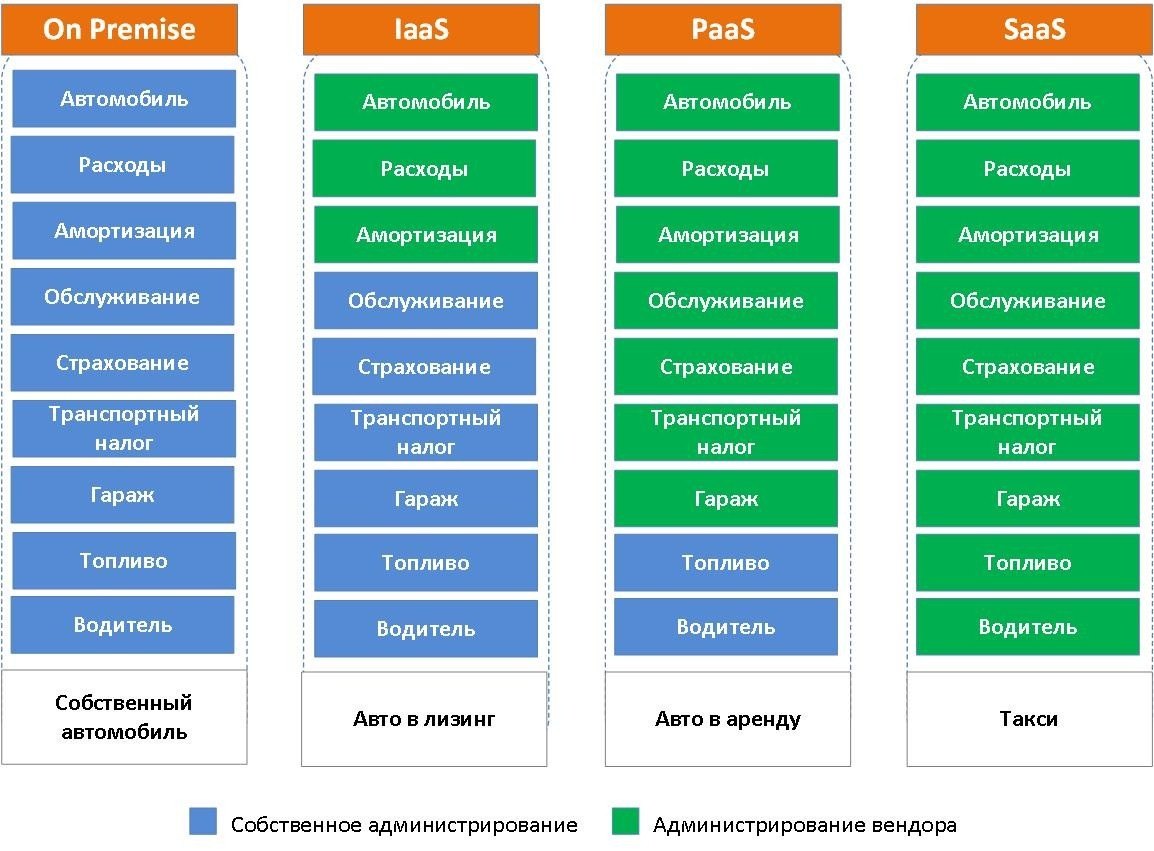 On Premise
Автомобиль
Расходы
Амортизация
Обслуживание
Страхование
Транспортный
налог
Гараж
Топливо
Водитель
Собственный
автомобиль
IaaS
Автомобиль
Расходы
Амортизация
Обслуживание
Страхование
Транспортный
налог
Гараж
Топливо
Водитель
Авто в лизинг
PaaS
Автомобиль
Расходы
Амортизация
Обслуживание
Страхование
Транспортный
налог
Гараж
Топливо
Водитель
Авто в аренду
SaaS
Автомобиль
Расходы
Амортизация
Обслуживание
Страхование
Транспортный
налог
Гараж
Топливо
Водитель
Такси
Собственное администрирование
Администрирование вендора